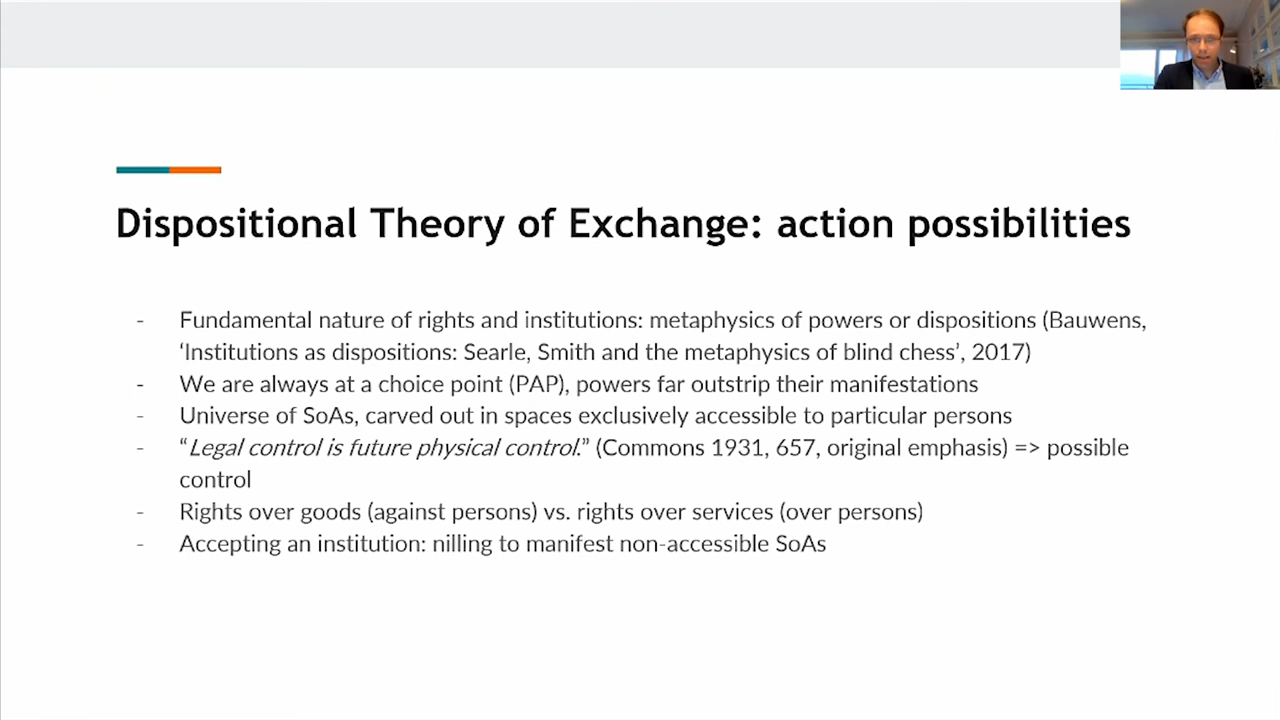 Dispositional Theory of Exchange: action possibilities
- Fundamental nature of rights and institutions: metaphysics of powers or dispositions (Bauwens,
‘Institutions as dispositions: Searle, Smith and the metaphysics of blind chess’, 2017)
- We are always at a choice point (PAP), powers far outstrip their manifestations
- Universe of SoAs, carved out in spaces exclusively accessible to particular persons
- “Legal control is future physical control.” (Commons 1931, 657, original emphasis) => possible
control
- Rights over goods (against persons) vs. rights over services (over persons)
- Accepting an institution: nilling to manifest non-accessible SoAs